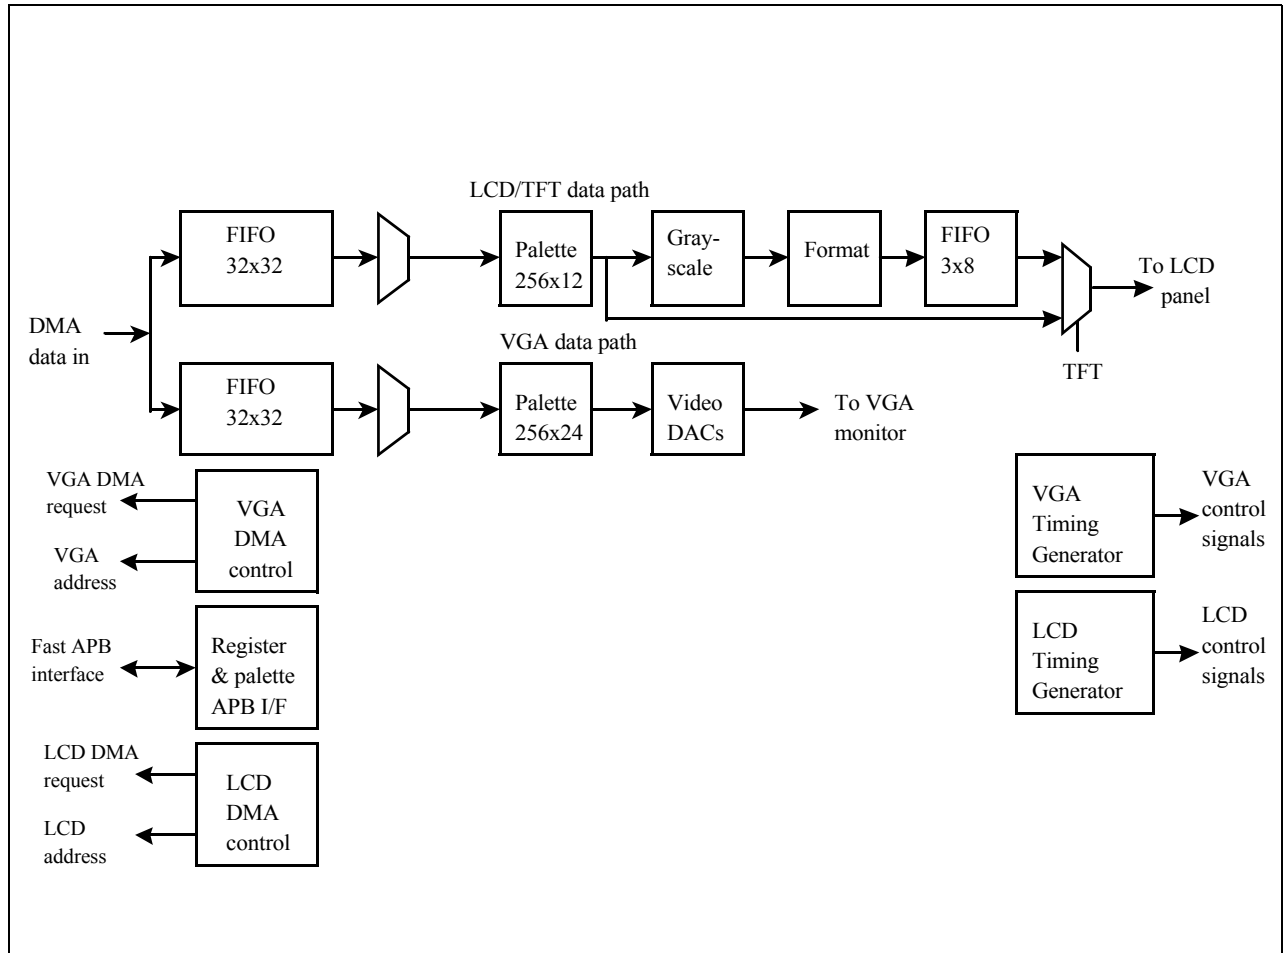 LCD/TFT data path
FIFO
32x32
Palette
256x12
Gray-
scale
Format
FIFO
3x8
To LCD
panel
DMA
data in
VGA data path
TFT
FIFO
32x32
Palette
256x24
Video
DACs
To VGA
monitor
VGA DMA
request
VGA
address
VGA
DMA
control
VGA
Timing
Generator
VGA
control
signals
Fast APB
interface
Register
& palette
APB I/F
LCD
Timing
Generator
LCD
control
signals
LCD DMA
request
LCD
address
LCD
DMA
control